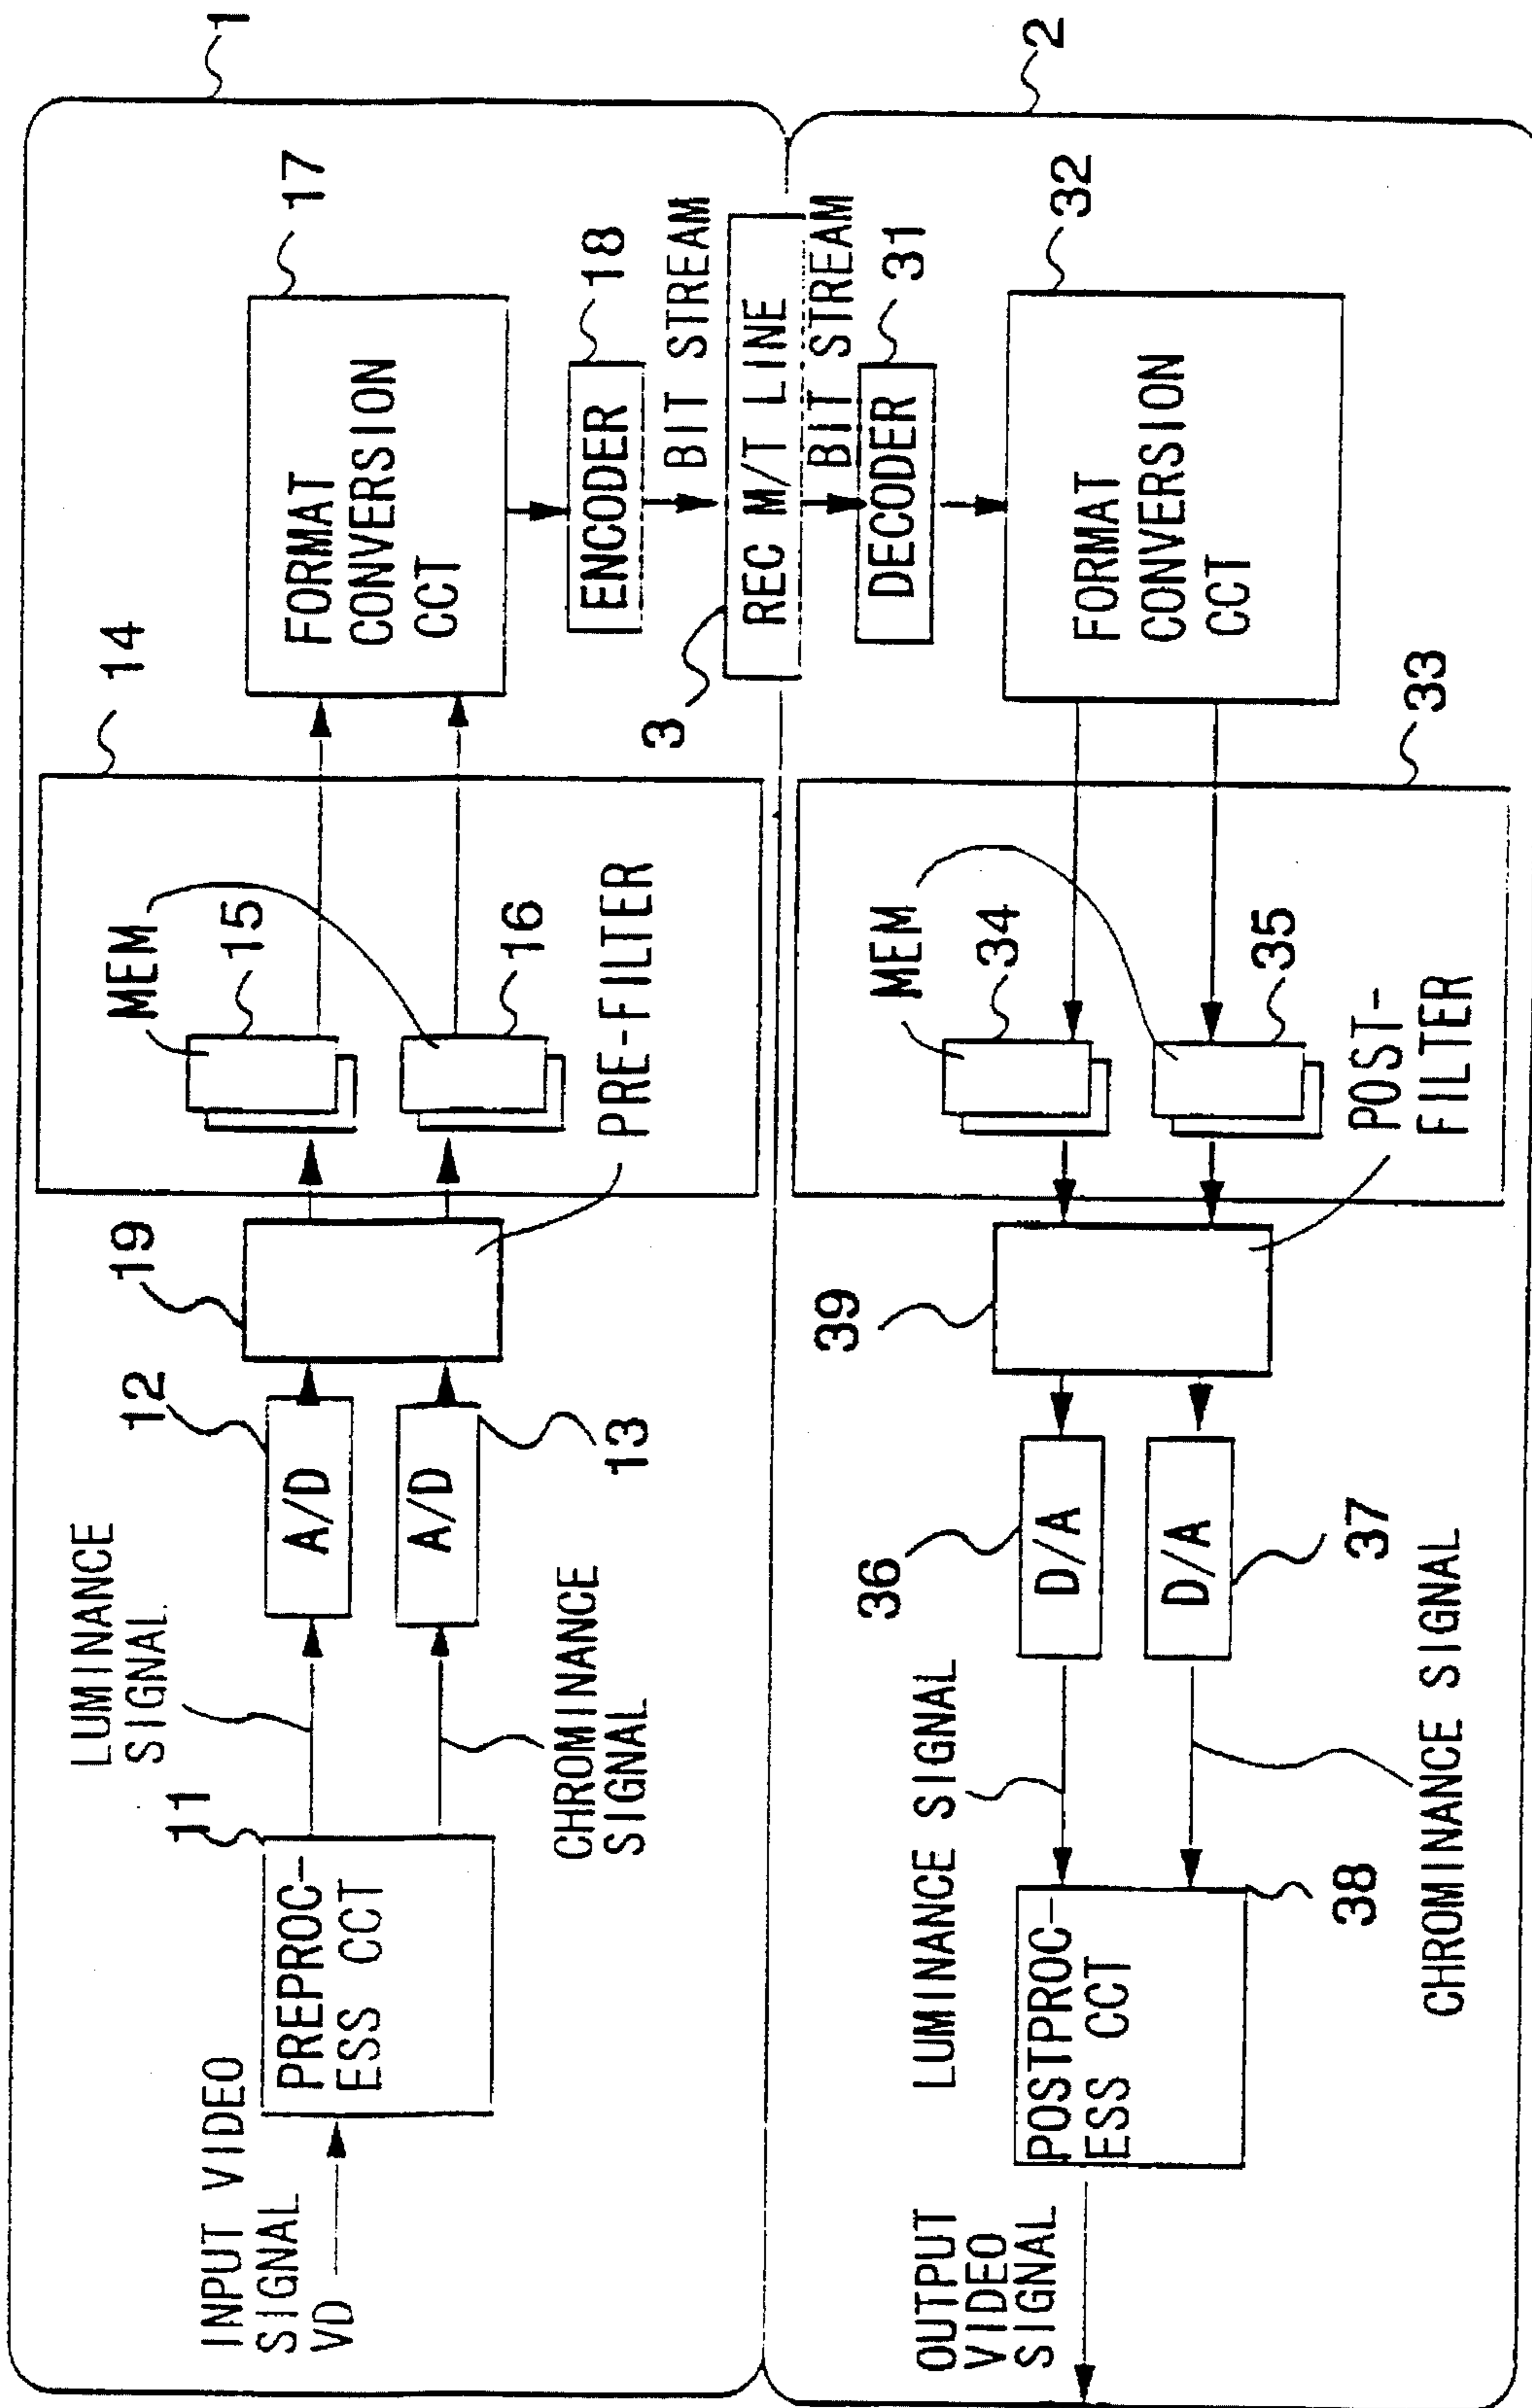 1
14
17
MEM
15
16
FORMAT
CONVERSION
CCT
18
ENCODER
BIT STREAM
PRE-FILTER
19
12
A/D
A/D
13
LUMINANCE
SIGNAL
CHROMINANCE
SIGNAL
11
PREPROC-
ESS CCT
INPUT VIDEO
SIGNAL
VD
3
REC M/T LINE
2
BIT STREAM
DECODER
31
32
FORMAT
CONVERSION
CCT
33
MEM
34
35
POST-
FILTER
39
36
D/A
D/A
37
LUMINANCE SIGNAL
CHROMINANCE SIGNAL
POSTPROC-
ESS CCT
38
OUTPUT
VIDEO
SIGNAL